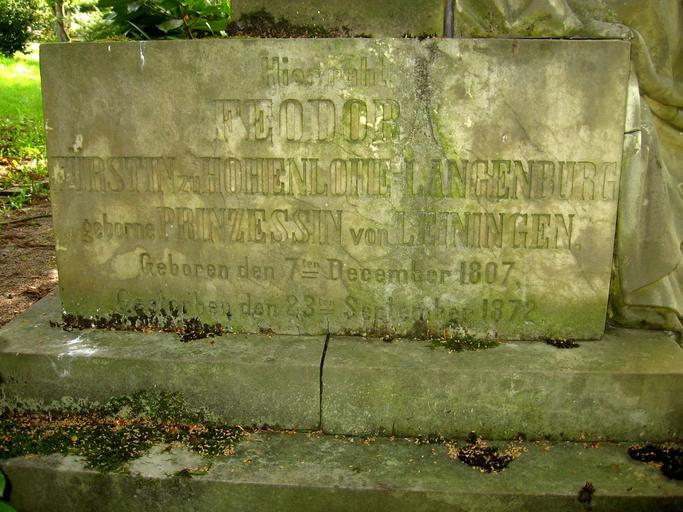 Hier ruht
FEODOR
FÜRSTIN zu HOHENLOHE-LANGENBURG
geborne PRINZESSIN von LEININGEN.
Geboren den 7ten December 1807.
Gestorben den 23ten September 1872